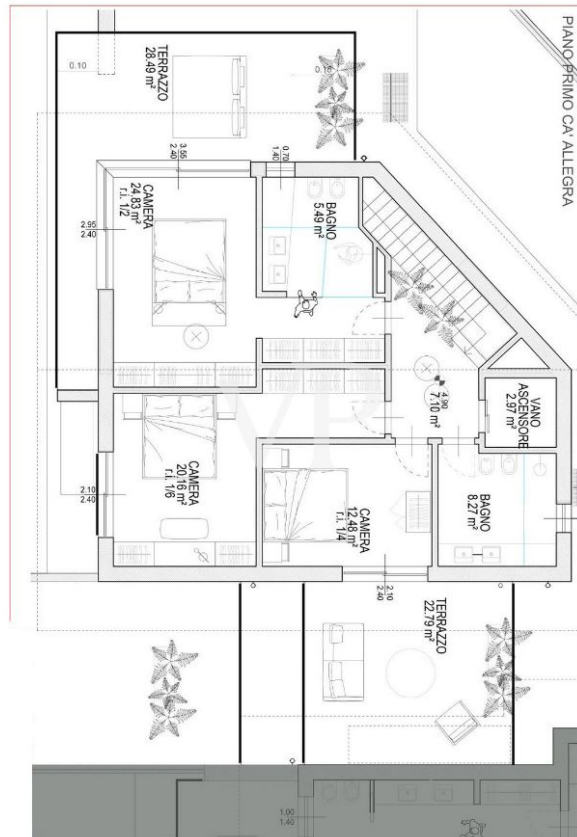 PIANO PRIMO CA' ALLEGRA
TERRAZZO
28.49 m²
0.10
0.70
1.40
3.55
2.40
CAMERA
24.83 m²
r.i. 1/2
2.95
2.40
BAGNO
5.49 m²
VP
4.90
7.10 m²
VANO
ASCENSORE
2.97 m²
CAMERA
20.16 m²
r.i. 1/6
2.10
2.40
CAMERA
12.48 m²
r.i. 1/4
BAGNO
8.27 m²
2.10
2.40
TERRAZZO
22.79 m²
1.00
1.40